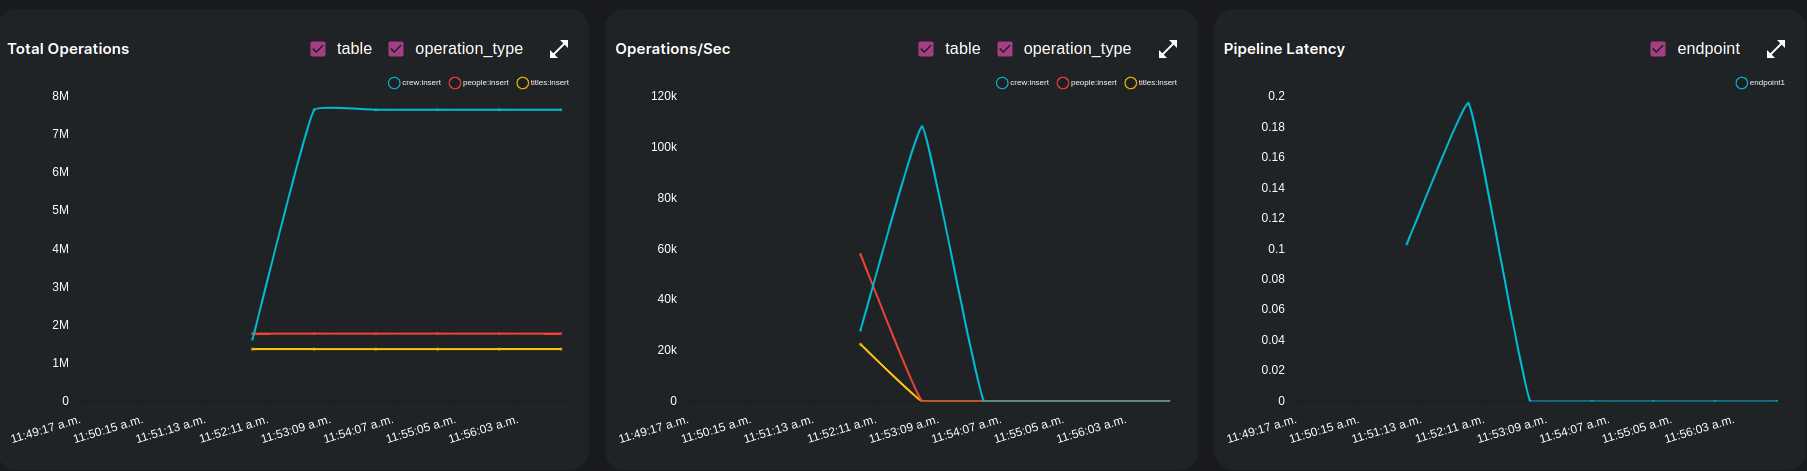 Total Operations
table operation_type
crew:insert people:insert titles:insert
8M
7M
6M
5M
4M
3M
2M
1M
0
11:49:17 a.m. 11:50:15 a.m. 11:51:13 a.m. 11:52:11 a.m. 11:53:09 a.m. 11:54:07 a.m. 11:55:05 a.m. 11:56:03 a.m.
Operations/Sec
table operation_type
crew:insert people:insert titles:insert
120k
100k
80k
60k
40k
20k
0
11:49:17 a.m. 11:50:15 a.m. 11:51:13 a.m. 11:52:11 a.m. 11:53:09 a.m. 11:54:07 a.m. 11:55:05 a.m. 11:56:03 a.m.
Pipeline Latency
endpoint
endpoint1
0.2
0.18
0.16
0.14
0.12
0.1
0.08
0.06
0.04
0.02
0
11:49:17 a.m. 11:50:15 a.m. 11:51:13 a.m. 11:52:11 a.m. 11:53:09 a.m. 11:54:07 a.m. 11:55:05 a.m. 11:56:03 a.m.